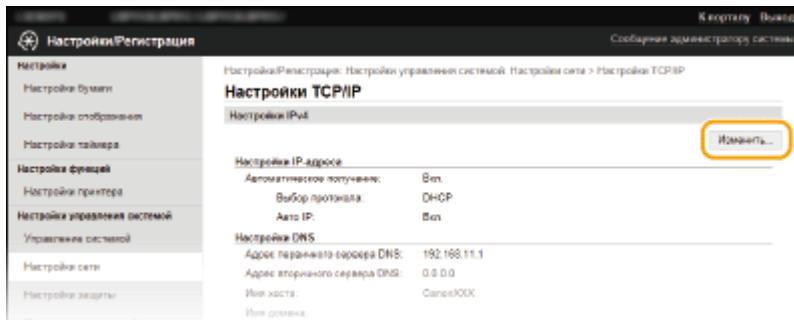 К порталу Выход
Настройки/Регистрация
Сообщение администратору системы
Настройки
Настройки бумаги
Настройки отображения
Настройки таймера
Настройки функций
Настройки принтера
Настройки управления системой
Управление системой
Настройки сети
Настройки защиты
Настройки/Регистрация: Настройки управления системой: Настройки сети > Настройки TCP/IP
Настройки TCP/IP
Настройки IPv4
Изменить...
Настройки IP-адреса
Автоматическое получение: Вкл.
Выбор протокола: DHCP
Авто IP: Вкл.
Настройки DNS
Адрес первичного сервера DNS: 192.168.11.1
Адрес вторичного сервера DNS: 0.0.0.0
Имя хоста: CanonXXX
Имя домена: